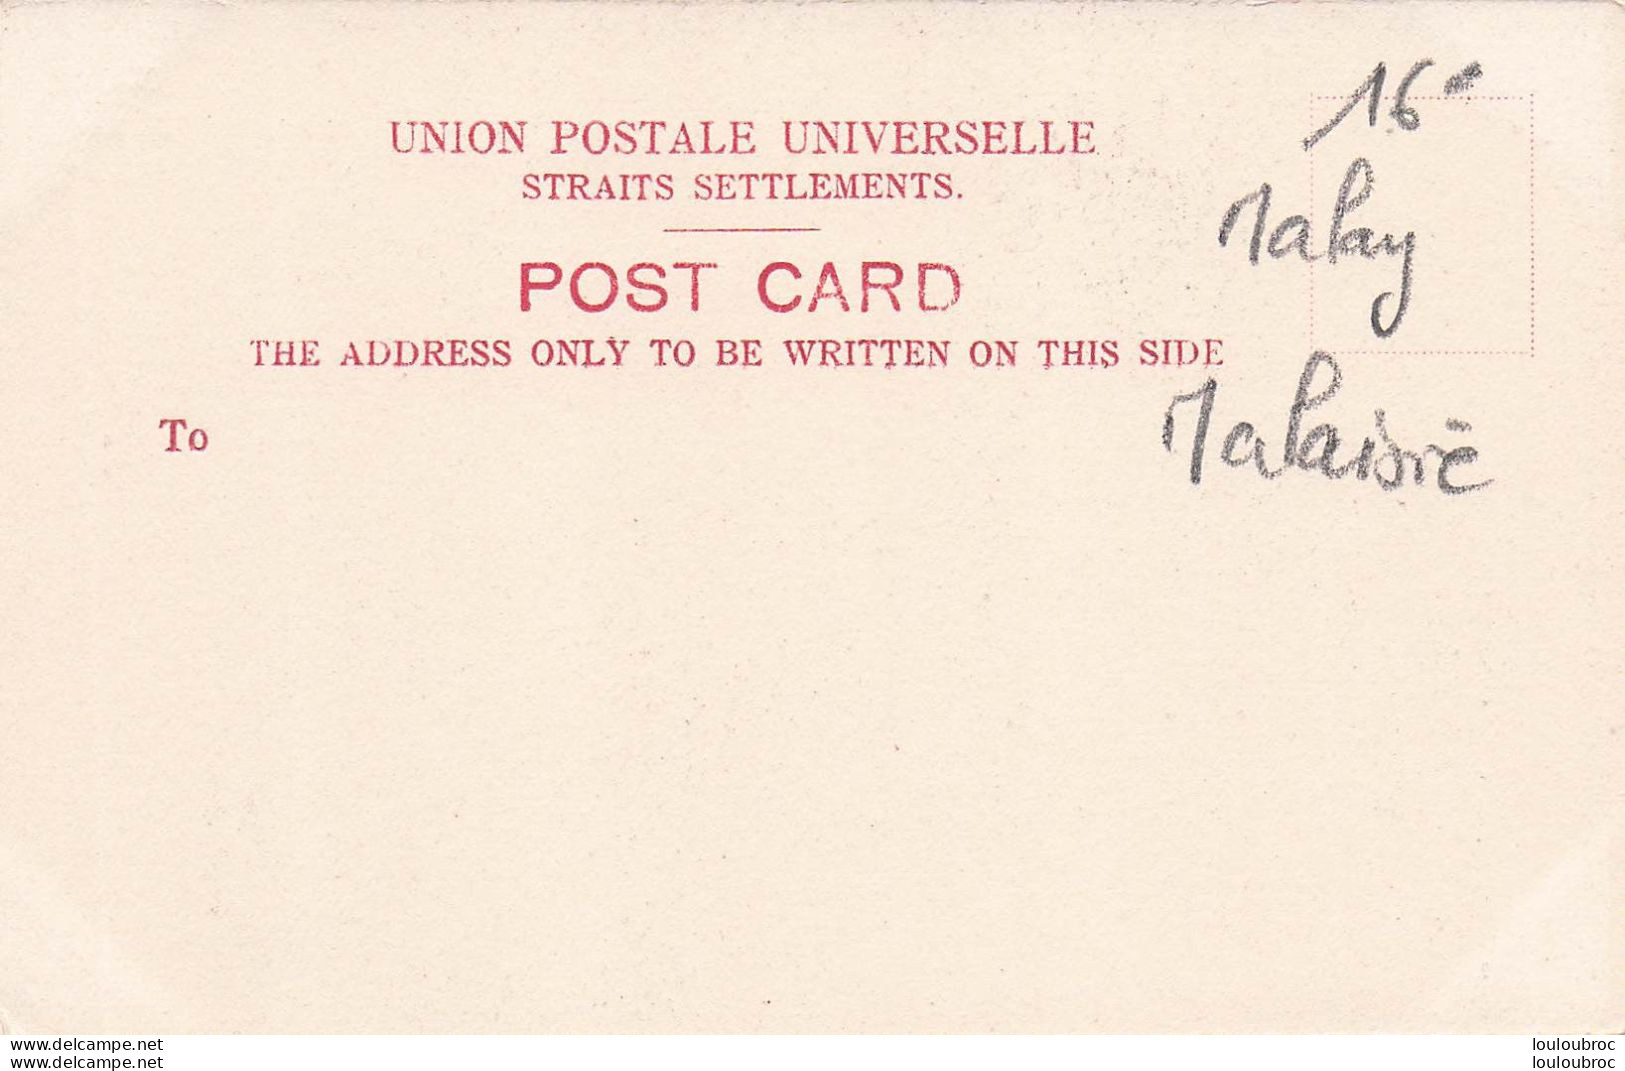 16
UNION POSTALE UNIVERSELLE
STRAITS SETTLEMENTS.
Malay
POST CARD
THE ADDRESS ONLY TO BE WRITTEN ON THIS SIDE
Malaisie
To
www.delcampe.net
louloubroc
www.delcampe.net
louloubroc